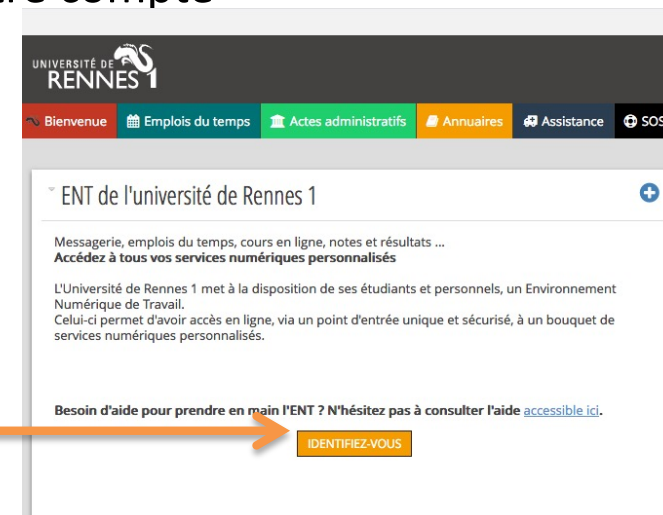 compte
UNIVERSITÉ DE
RENNES 1
Bienvenue Emplois du temps Actes administratifs Annuaires Assistance SOS
ENT de l'université de Rennes 1
Messagerie, emplois du temps, cours en ligne, notes et résultats ...
Accédez à tous vos services numériques personnalisés
L'Université de Rennes 1 met à la disposition de ses étudiants et personnels, un Environnement
Numérique de Travail.
Celui-ci permet d'avoir accès en ligne, via un point d'entrée unique et sécurisé, à un bouquet de
services numériques personnalisés.
Besoin d'aide pour prendre en main l'ENT ? N'hésitez pas à consulter l'aide accessible ici.
IDENTIFIEZ-VOUS